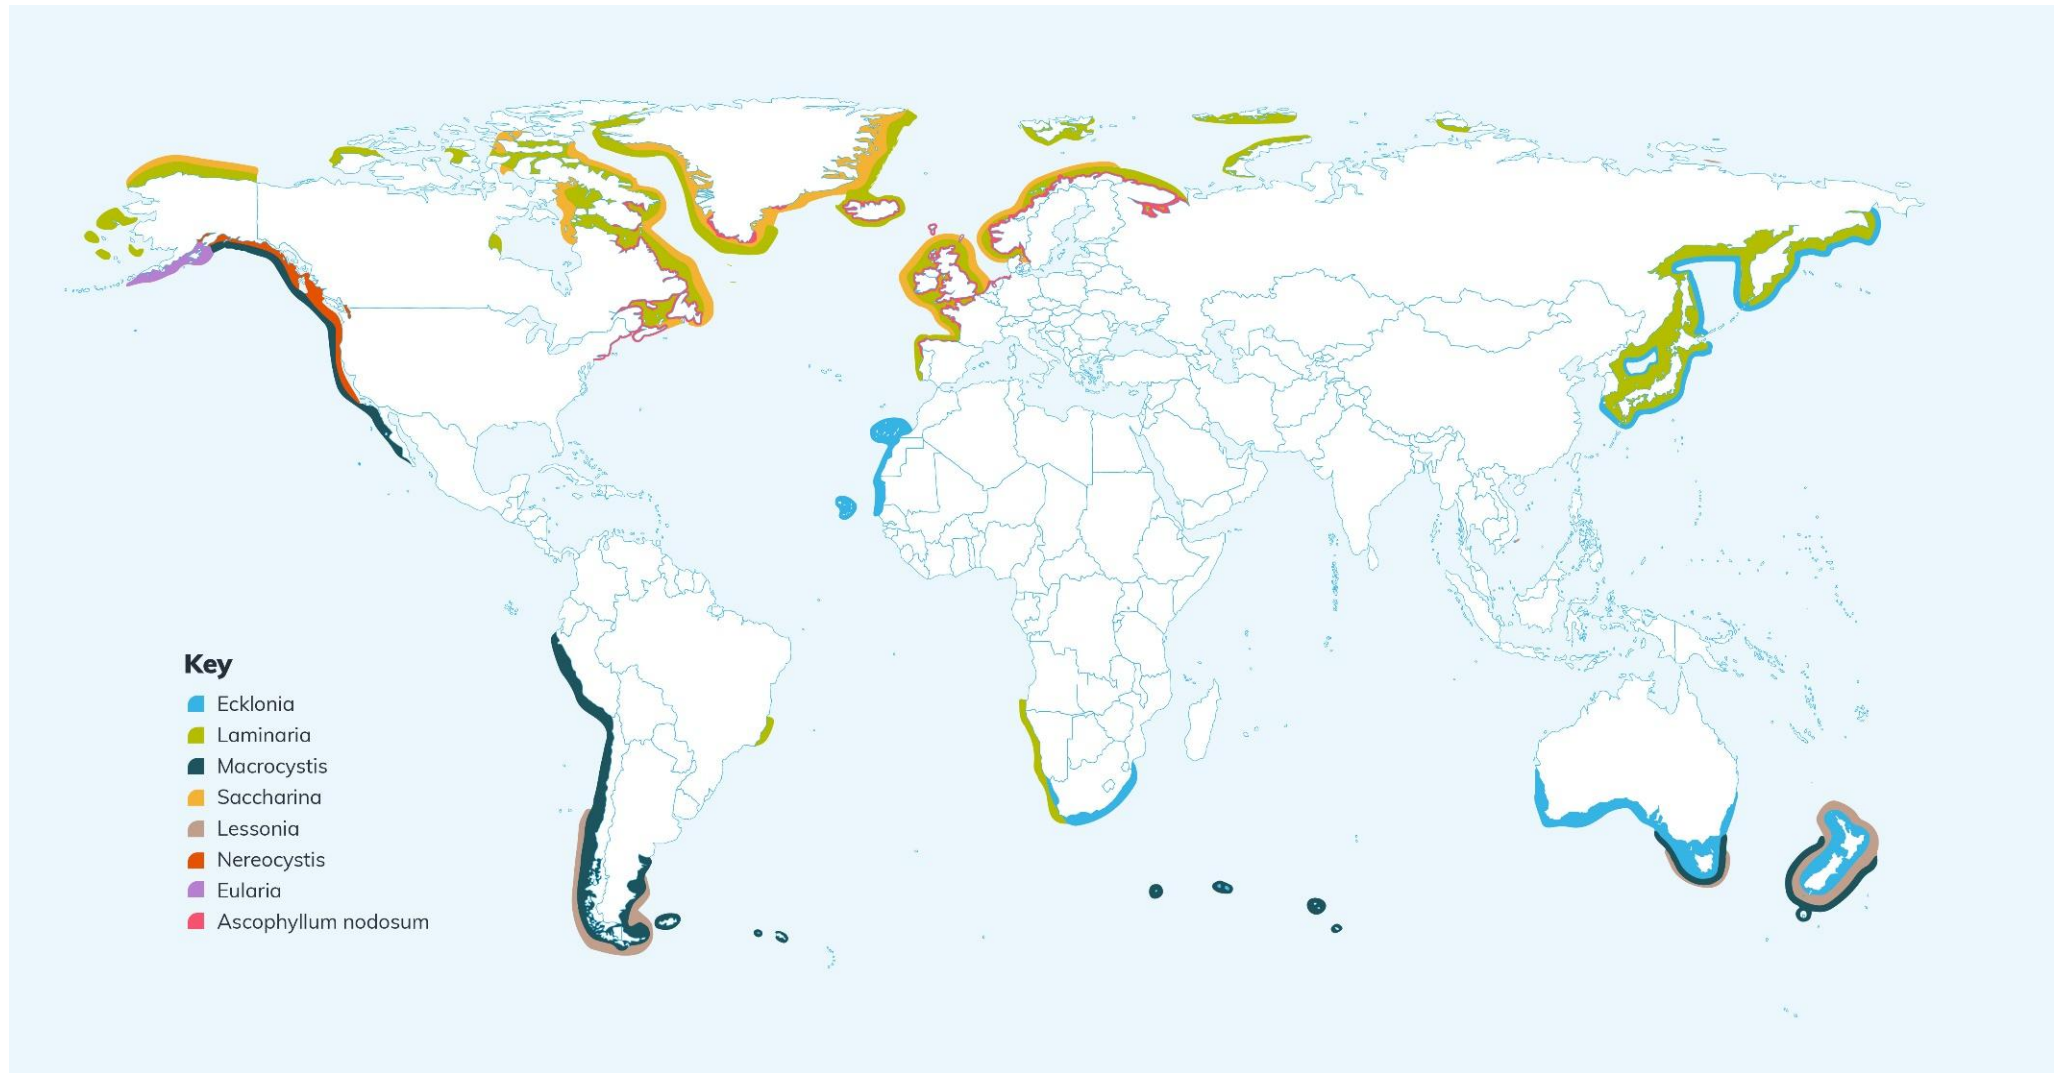 Key
Ecklonia
Laminaria
Macrocystis
Saccharina
Lessonia
Nereocystis
Eularia
Ascophyllum nodosum